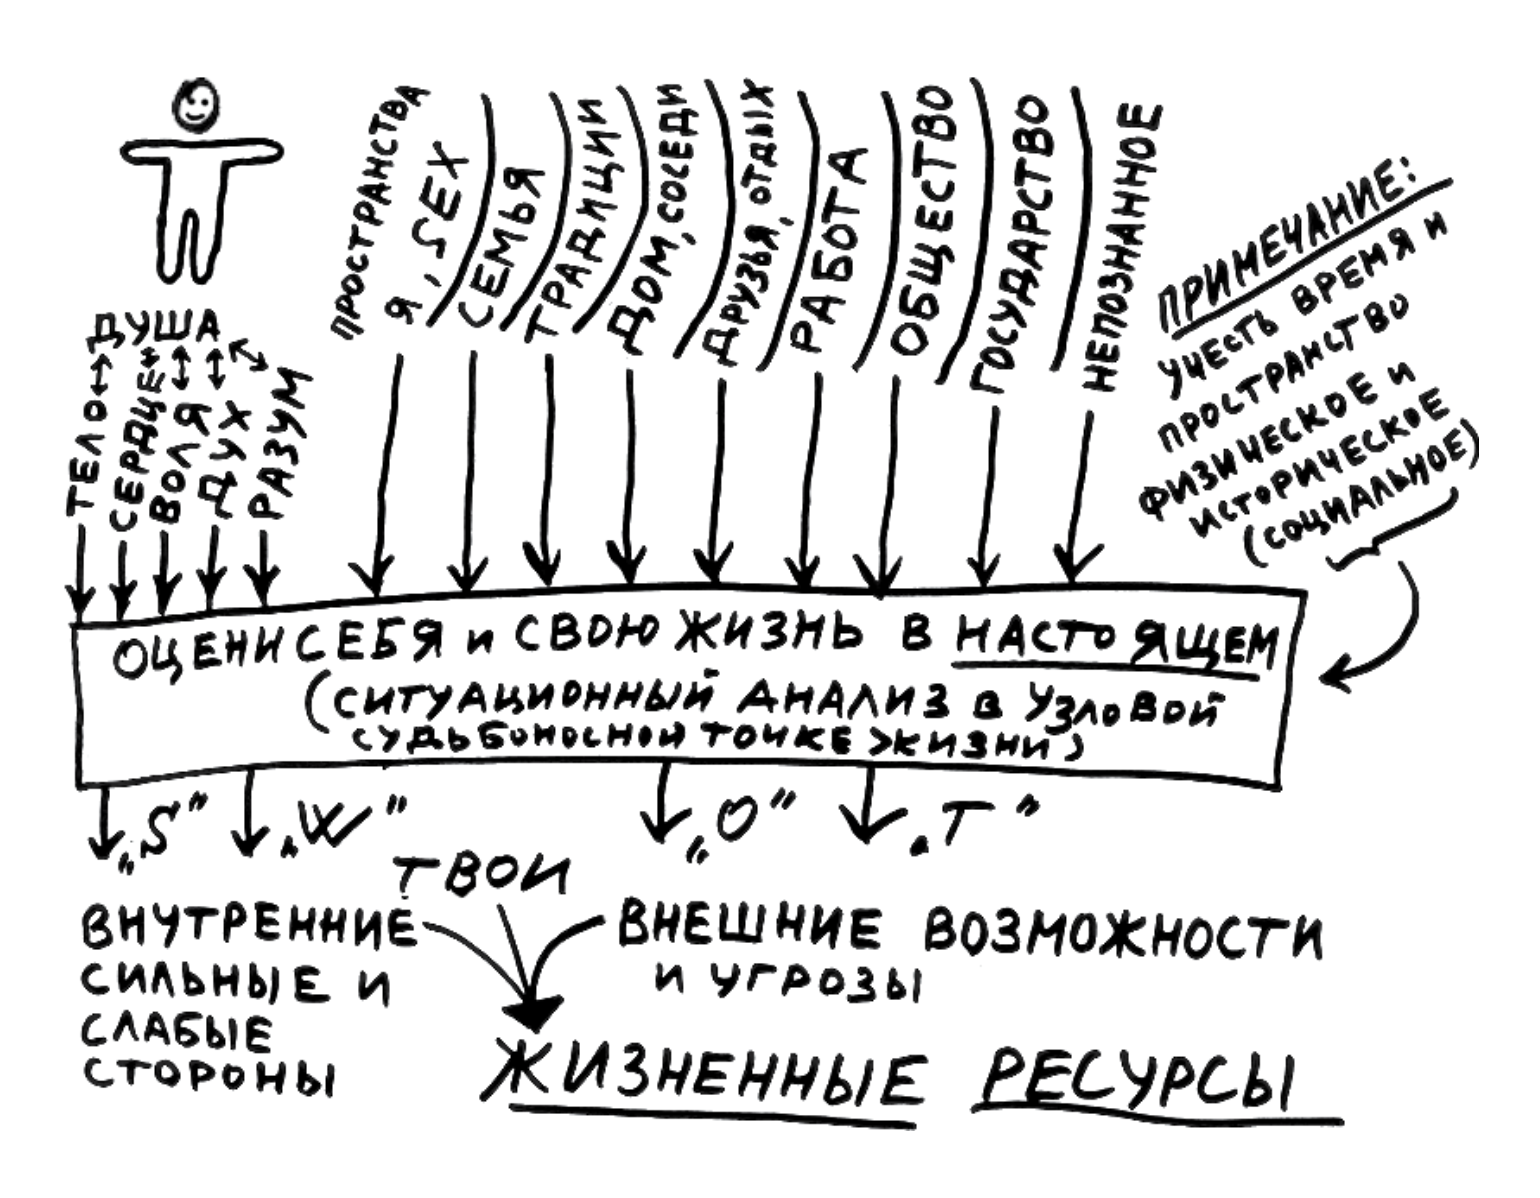 ДУША
ТЕЛО
СЕРДЦЕ
ВОЛЯ
ДУХ
РАЗУМ
ПРОСТРАНСТВА
Я, SEX
СЕМЬЯ
ТРАДИЦИИ
ДОМ, СОСЕДИ
ДРУЗЬЯ, ОТДЫХ
РАБОТА
ОБЩЕСТВО
ГОСУДАРСТВО
НЕПОЗНАННОЕ
ПРИМЕЧАНИЕ:
УЧЕСТЬ ВРЕМЯ И
ПРОСТРАНСТВО
ФИЗИЧЕСКОЕ И
ИСТОРИЧЕСКОЕ
(СОЦИАЛЬНОЕ)
ОЦЕНИ СЕБЯ И СВОЮ ЖИЗНЬ В НАСТОЯЩЕМ
(СИТУАЦИОННЫЙ АНАЛИЗ В УЗЛОВОЙ
СУДЬБОНОСНОЙ ТОЧКЕ ЖИЗНИ)
„S” „W” „O” „T”
ТВОИ
ВНУТРЕННИЕ
СИЛЬНЫЕ И
СЛАБЫЕ
СТОРОНЫ
ВНЕШНИЕ ВОЗМОЖНОСТИ
И УГРОЗЫ
ЖИЗНЕННЫЕ РЕСУРСЫ